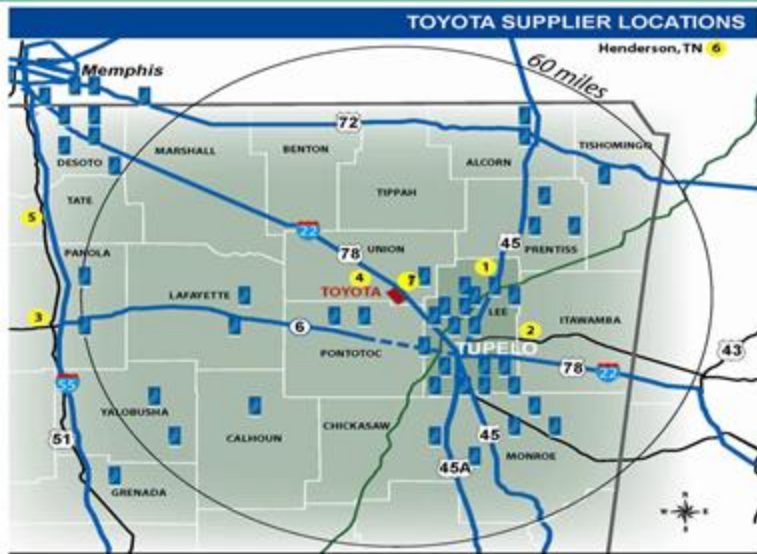 TOYOTA SUPPLIER LOCATIONS
Henderson, TN 6
Memphis
60 miles
72
MARSHALL
BENTON
TISHOMINGO
DESOTO
ALCORN
TATE
TIPPAH
5
22
45
PANOLA
78
UNION
PRENTISS
4
7
1
TOYOTA
LAFAYETTE
LEE
3
6
2
ITAWAMBA
PONTOTOC
TUPELO
43
78
22
55
YALOBUSHA
CALHOUN
CHICKASAW
51
45
45A
MONROE
GRENADA
N
W
E
S